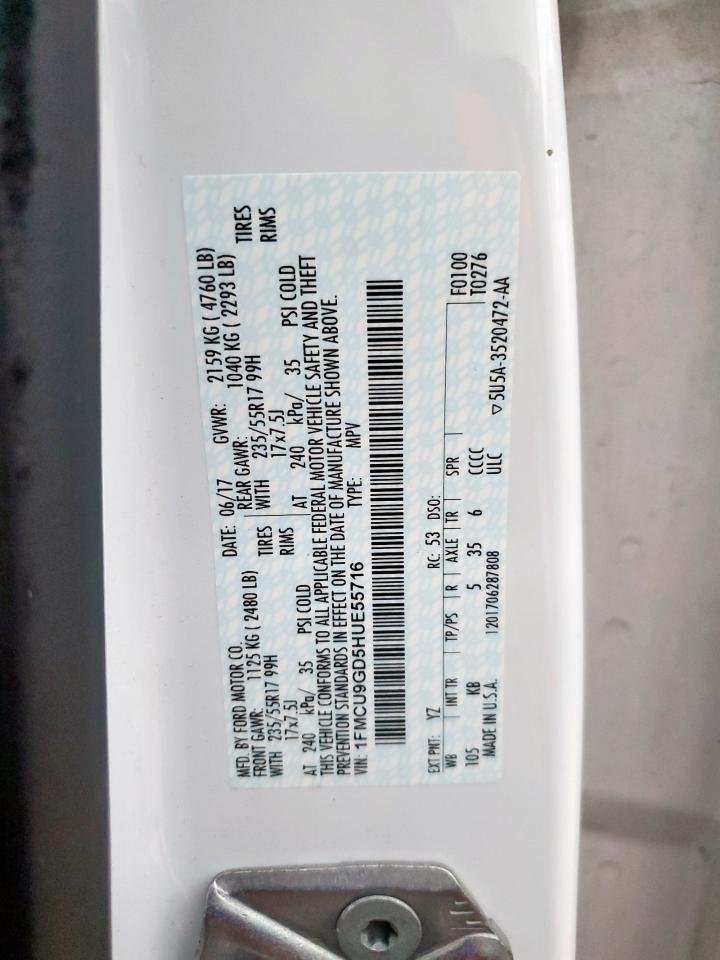 MFD. BY FORD MOTOR CO. DATE: 06/17 GVWR: 2159 KG ( 4760 LB)
FRONT GAWR: 1125 KG ( 2480 LB) REAR GAWR: 1040 KG ( 2293 LB)
WITH 235/55R17 99H TIRES WITH 235/55R17 99H TIRES
17x7.5J RIMS 17x7.5J RIMS
AT 240 kPa/ 35 PSI COLD AT 240 kPa/ 35 PSI COLD
THIS VEHICLE CONFORMS TO ALL APPLICABLE FEDERAL MOTOR VEHICLE SAFETY AND THEFT
PREVENTION STANDARDS IN EFFECT ON THE DATE OF MANUFACTURE SHOWN ABOVE.
VIN: 1FMCU9GD5HUE55716 TYPE: MPV
EXT PNT: YZ RC: 53 DSO: F0100
WB INT TR TP/PS R AXLE TR SPR T0276
105 KB 5 35 6 CCCC
MADE IN U.S.A. 1201706287808 ULC ▽5U5A-3520472-AA